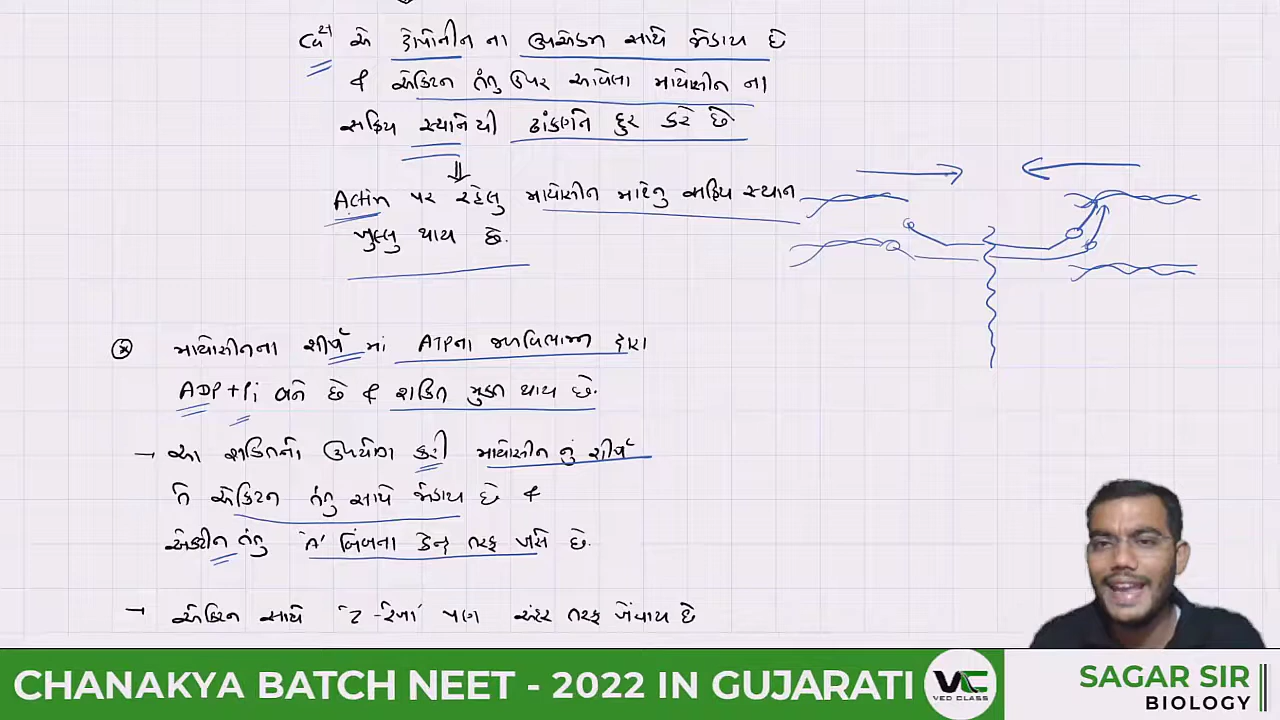 Ca²⁺ એ ટ્રોપોનીન ના ઉપએકમ સાથે જોડાય છે
& એક્ટિન તંતુ ઉપર આવેલા માયોસીન ના
સક્રિય સ્થાને થી ઢાંકણને દુર કરે છે
⇓
Actin પર રહેલુ માયોસીન માટેનુ સક્રિય સ્થાન
ખુલ્લુ થાય છે.
માયોસીનના શીર્ષ માં ATPના જળવિભાજન દ્વારા
ADP+Pi બને છે & શક્તિ મુક્ત થાય છે.
→ આ શક્તિનો ઉપયોગ કરી માયોસીન નું શીર્ષ
તે એક્ટિન તંતુ સાથે જોડાય છે &
એક્ટીન તંતુ 'A' બિંબના કેન્દ્ર તરફ ખસે છે.
→ એક્ટિન સાથે 'Z-રેખા' પણ અંદર તરફ ખેંચાય છે
CHANAKYA BATCH NEET - 2022 IN GUJARATI
VED CLASS
SAGAR SIR
BIOLOGY